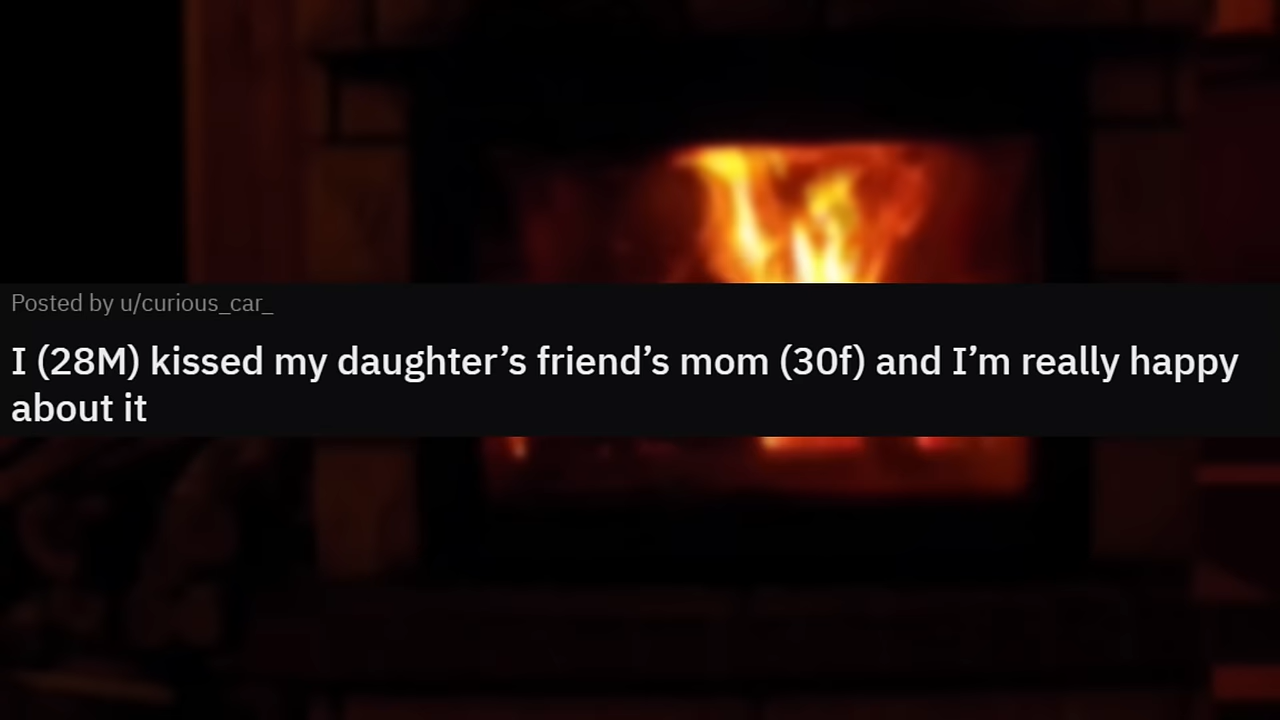 Posted by u/curious_car_
I (28M) kissed my daughter’s friend’s mom (30f) and I’m really happy
about it